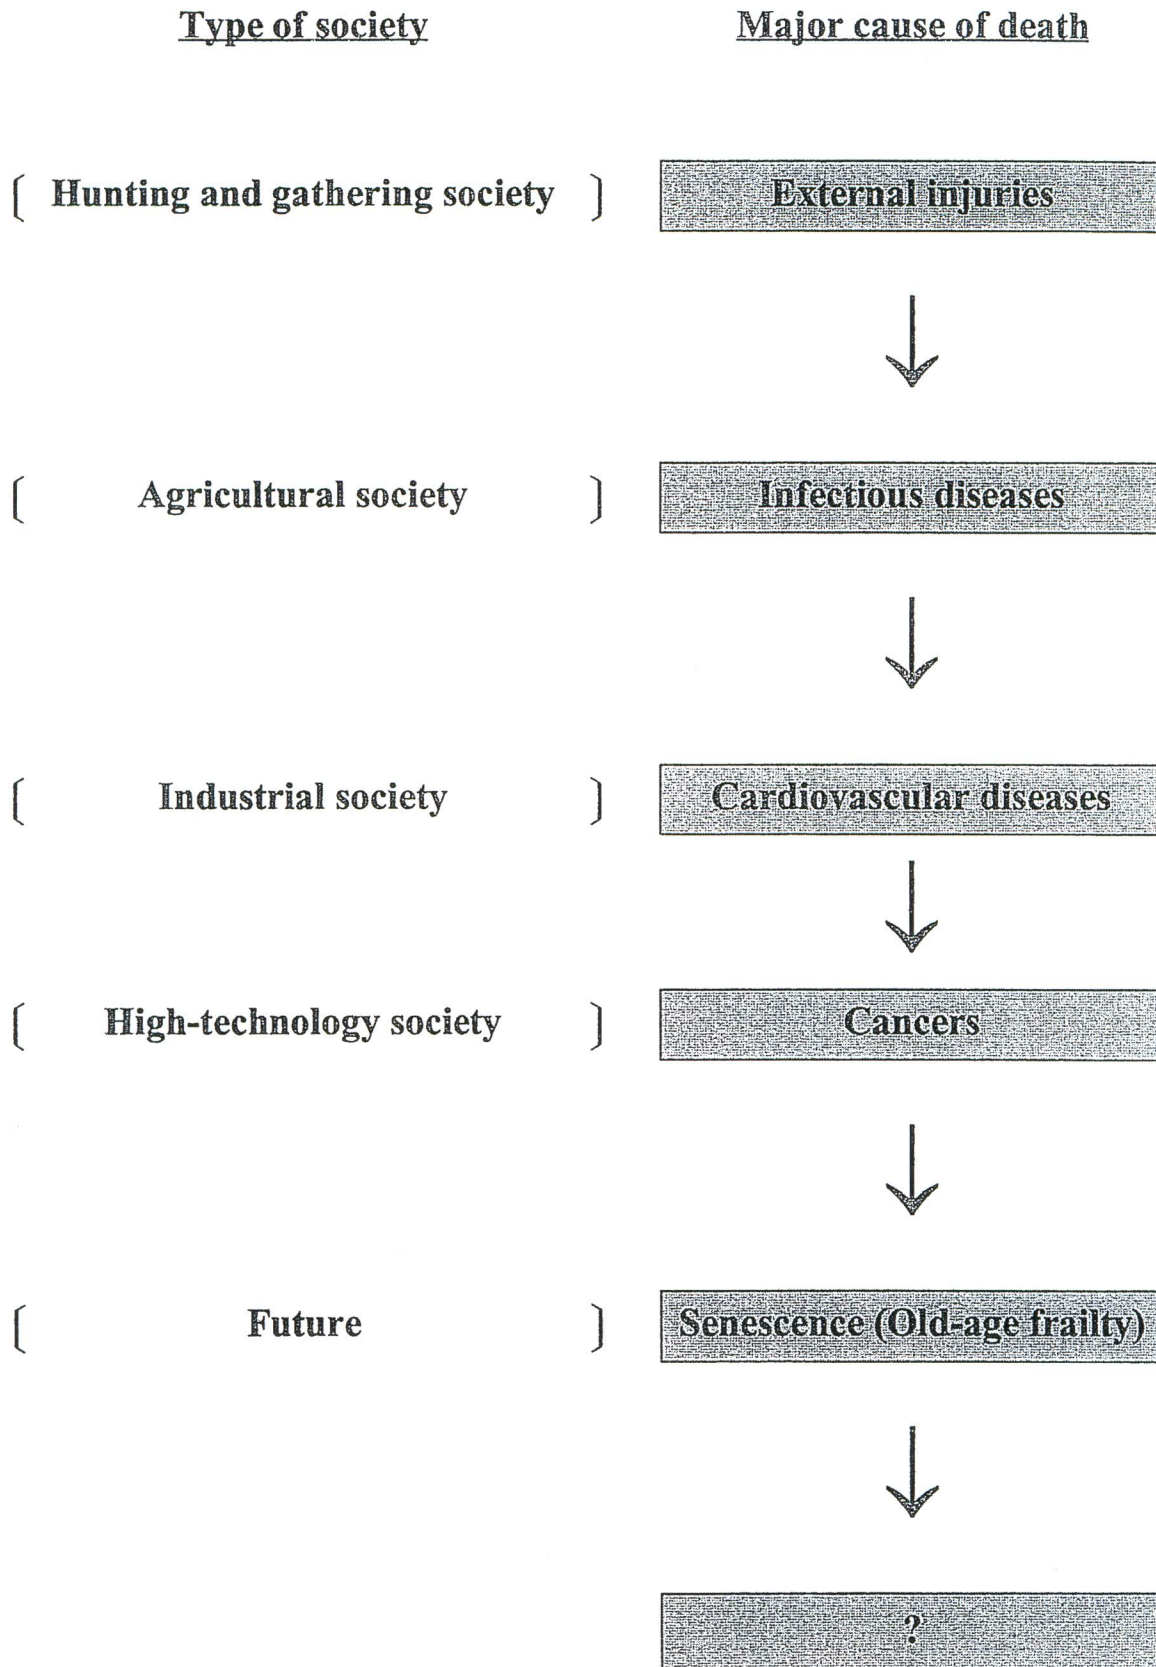 Type of society Major cause of death
[ Hunting and gathering society ] External injuries
[ Agricultural society ] Infectious diseases
[ Industrial society ] Cardiovascular diseases
[ High-technology society ] Cancers
[ Future ] Senescence (Old-age frailty)
?